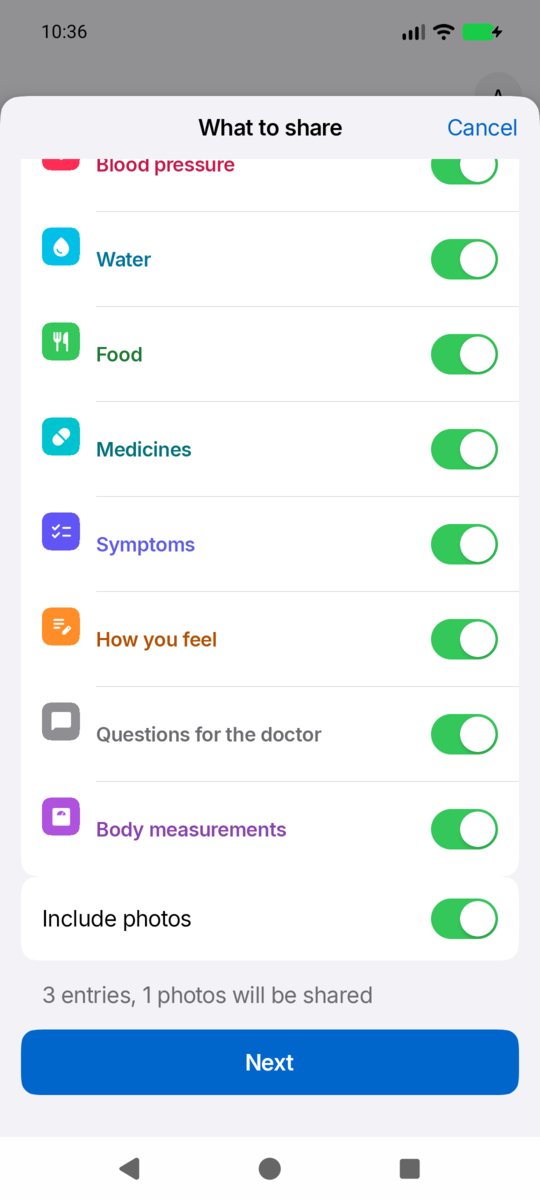 10:36
What to share
Cancel
Blood pressure
Water
Food
Medicines
Symptoms
How you feel
Questions for the doctor
Body measurements
Include photos
3 entries, 1 photos will be shared
Next